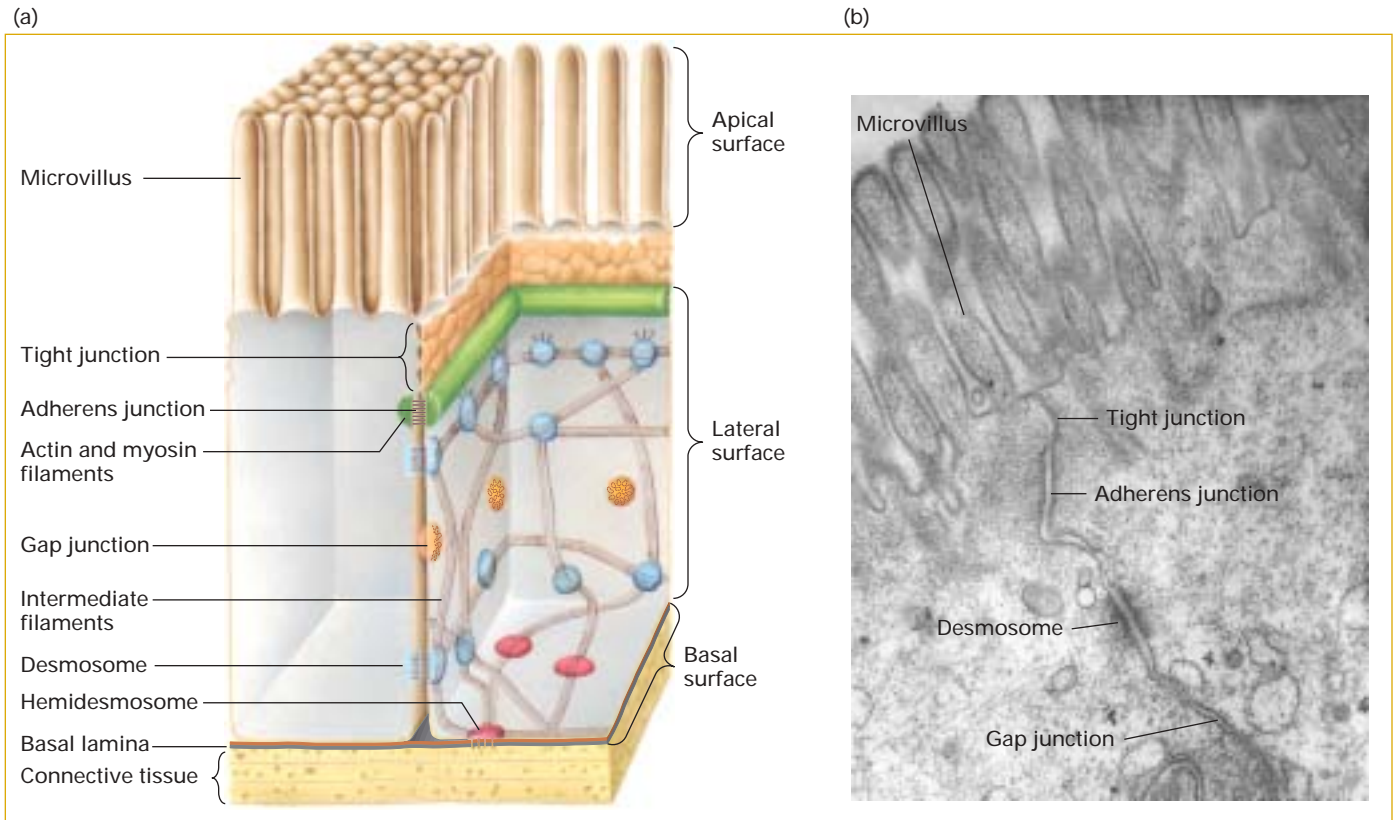 (a)
Microvillus
Tight junction
Adherens junction
Actin and myosin
filaments
Gap junction
Intermediate
filaments
Desmosome
Hemidesmosome
Basal lamina
Connective tissue
Apical
surface
Lateral
surface
Basal
surface
(b)
Microvillus
Tight junction
Adherens junction
Desmosome
Gap junction